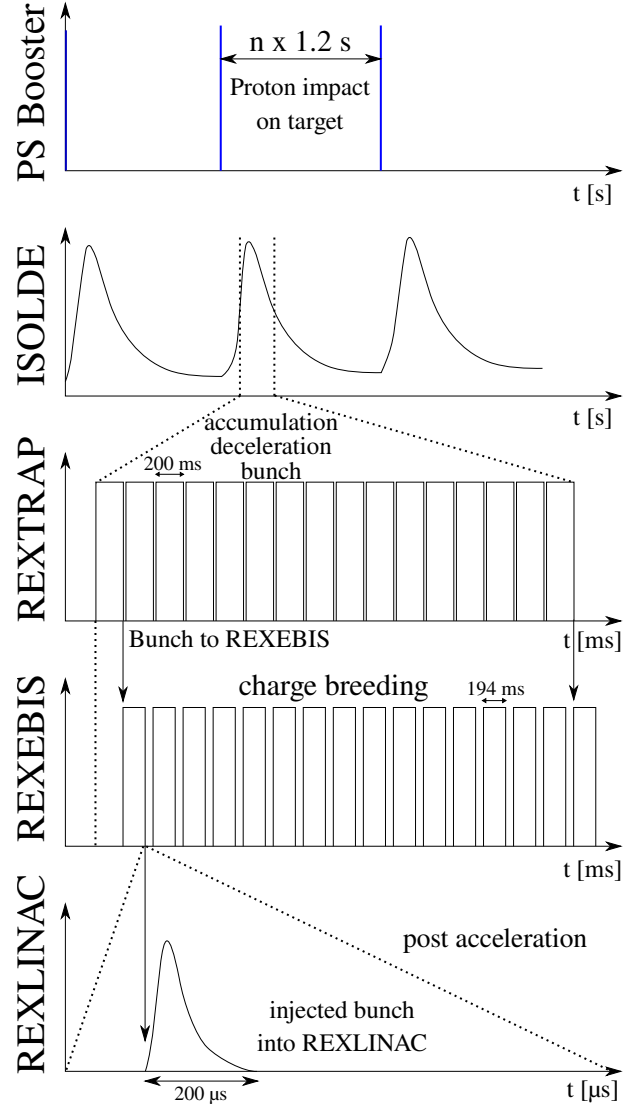 PS Booster
n x 1.2 s
Proton impact
on target
t [s]
ISOLDE
t [s]
accumulation
deceleration
bunch
200 ms
REXTRAP
Bunch to REXEBIS
t [ms]
REXEBIS
charge breeding
194 ms
t [ms]
REXLINAC
post acceleration
injected bunch
into REXLINAC
200 µs
t [µs]